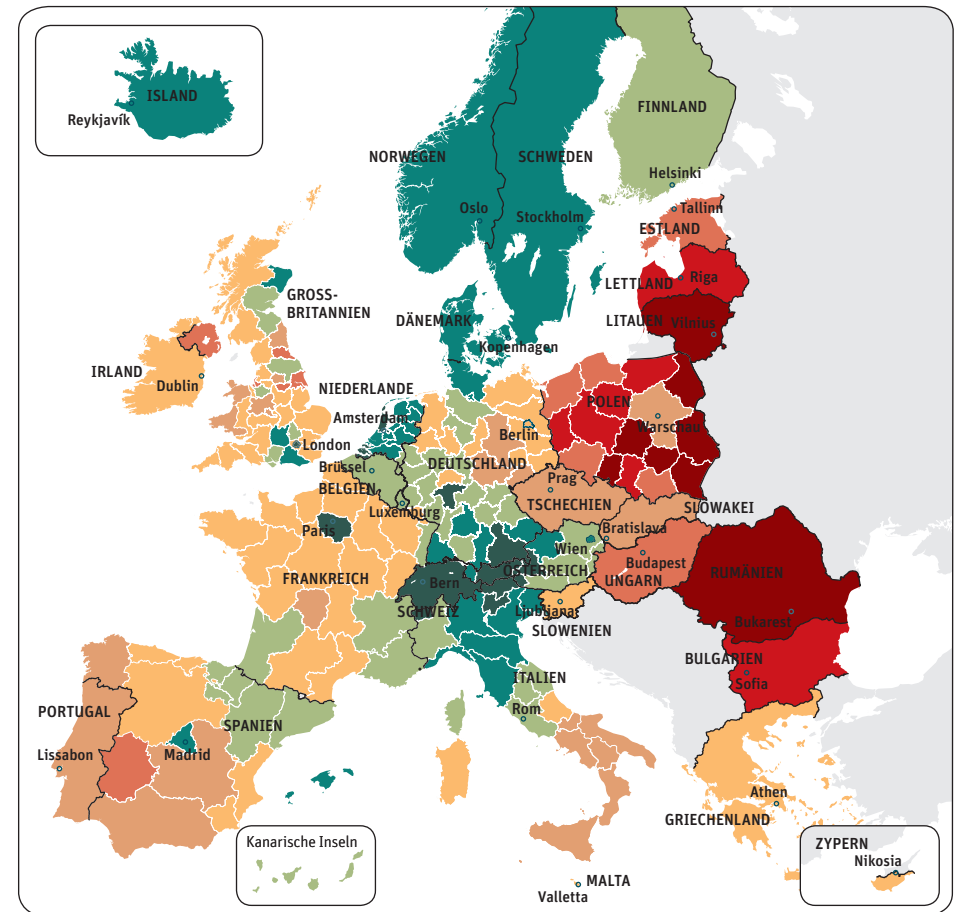 ISLAND
Reykjavík
FINNLAND
NORWEGEN
SCHWEDEN
Helsinki
Oslo
Stockholm
Tallinn
ESTLAND
LETTLAND
Riga
GROSS-
BRITANNIEN
DÄNEMARK
LITAUEN
Vilnius
Kopenhagen
IRLAND
Dublin
NIEDERLANDE
Amsterdam
POLEN
Warschau
Berlin
London
Brüssel
DEUTSCHLAND
BELGIEN
Prag
TSCHECHIEN
SLOWAKEI
Luxemburg
Paris
Bratislava
Wien
Budapest
ÖSTERREICH
UNGARN
RUMÄNIEN
FRANKREICH
Bern
SCHWEIZ
Ljubljana
SLOWENIEN
Bukarest
BULGARIEN
Sofia
ITALIEN
Rom
PORTUGAL
SPANIEN
Lissabon
Madrid
Athen
GRIECHENLAND
Kanarische Inseln
ZYPERN
Nikosia
MALTA
Valletta